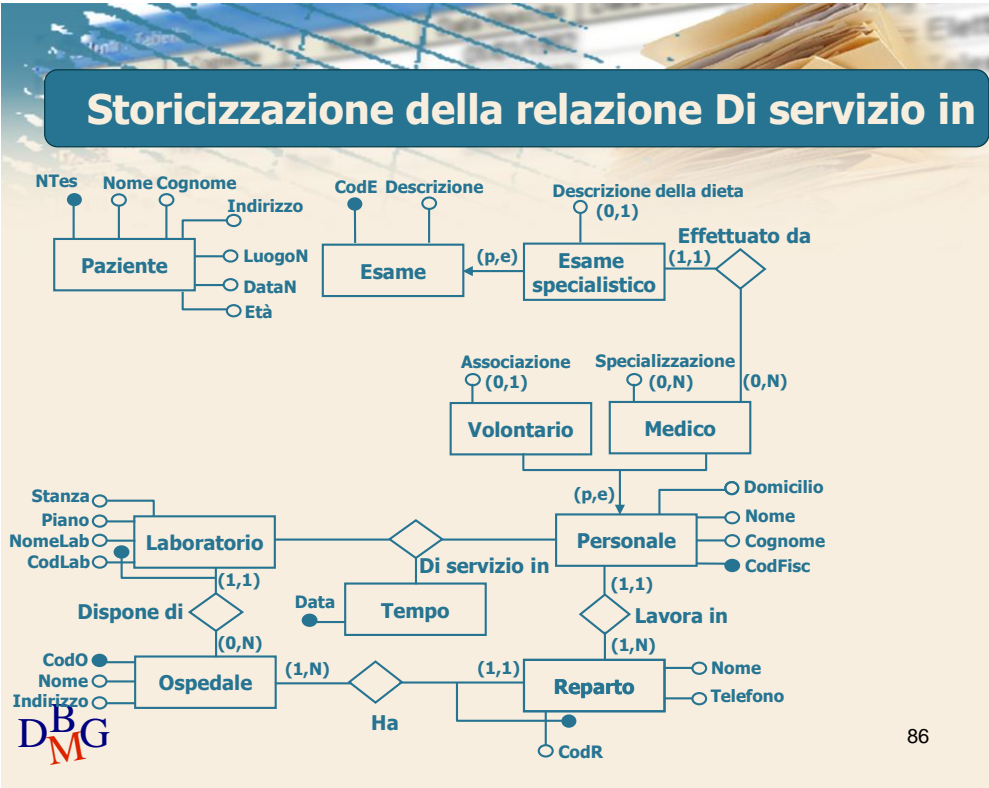 Storicizzazione della relazione Di servizio in
NTes
Nome Cognome
Indirizzo
Paziente
LuogoN
DataN
Età
CodE Descrizione
Esame
(p,e)
Descrizione della dieta
(0,1)
Esame
specialistico
(1,1)
Effettuato da
(0,N)
Associazione
(0,1)
Volontario
Specializzazione
(0,N)
Medico
(p,e)
Stanza
Piano
NomeLab
CodLab
Laboratorio
(1,1)
Di servizio in
Personale
Domicilio
Nome
Cognome
CodFisc
(1,1)
Data
Tempo
Dispone di
Lavora in
(0,N)
(1,N)
CodO
Nome
Indirizzo
Ospedale
(1,N)
Ha
(1,1)
Reparto
Nome
Telefono
CodR
DBMG
86